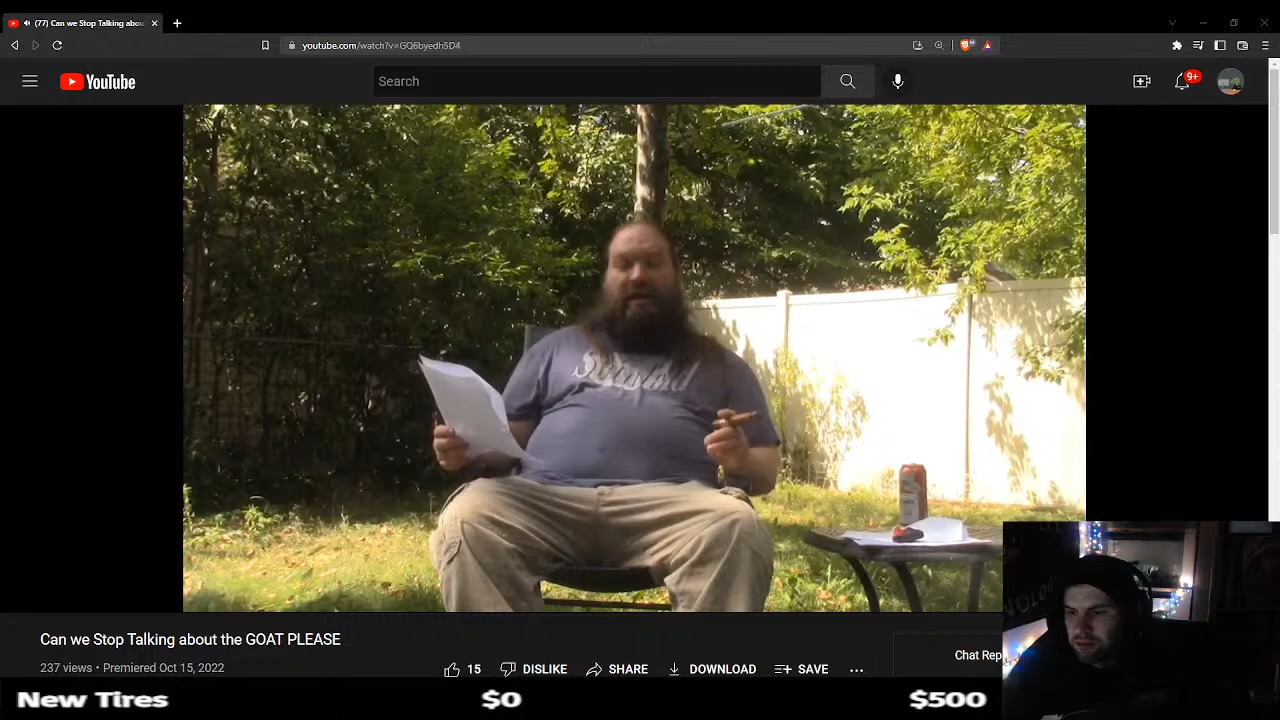 (77) Can we Stop Talking abou
youtube.com/watch?v=GQ6byedh5D4
YouTube
Search
9+
Can we Stop Talking about the GOAT PLEASE
237 views • Premiered Oct 15, 2022
15 DISLIKE SHARE DOWNLOAD SAVE ...
Chat Rep
New Tires $0 $500